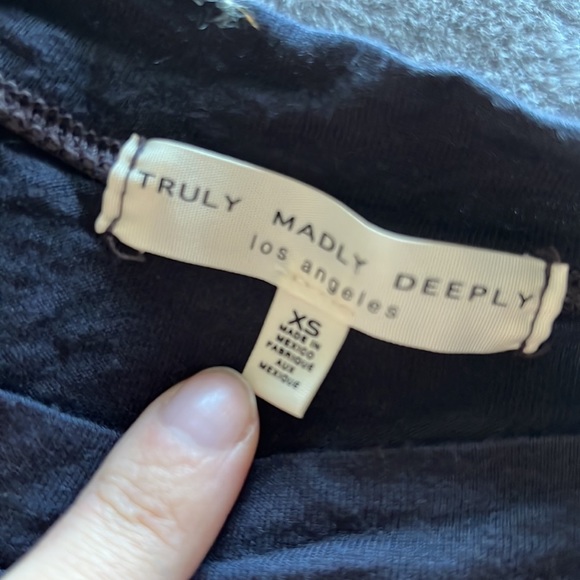 TRULY MADLY DEEPLY
los angeles
XS
MADE IN
MEXICO
FABRIQUE
AUX
MEXIQUE